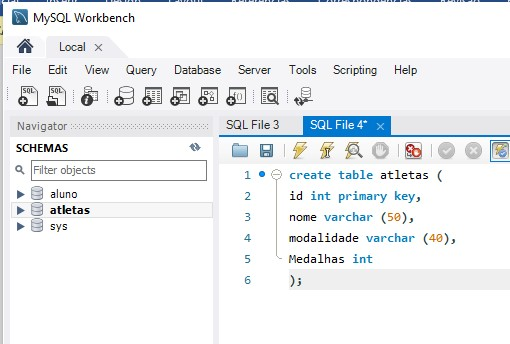 MySQL Workbench
Local
File Edit View Query Database Server Tools Scripting Help
Navigator
SCHEMAS
Filter objects
aluno
atletas
sys
SQL File 3 SQL File 4*
1 create table atletas (
2 id int primary key,
3 nome varchar (50),
4 modalidade varchar (40),
5 Medalhas int
6 );